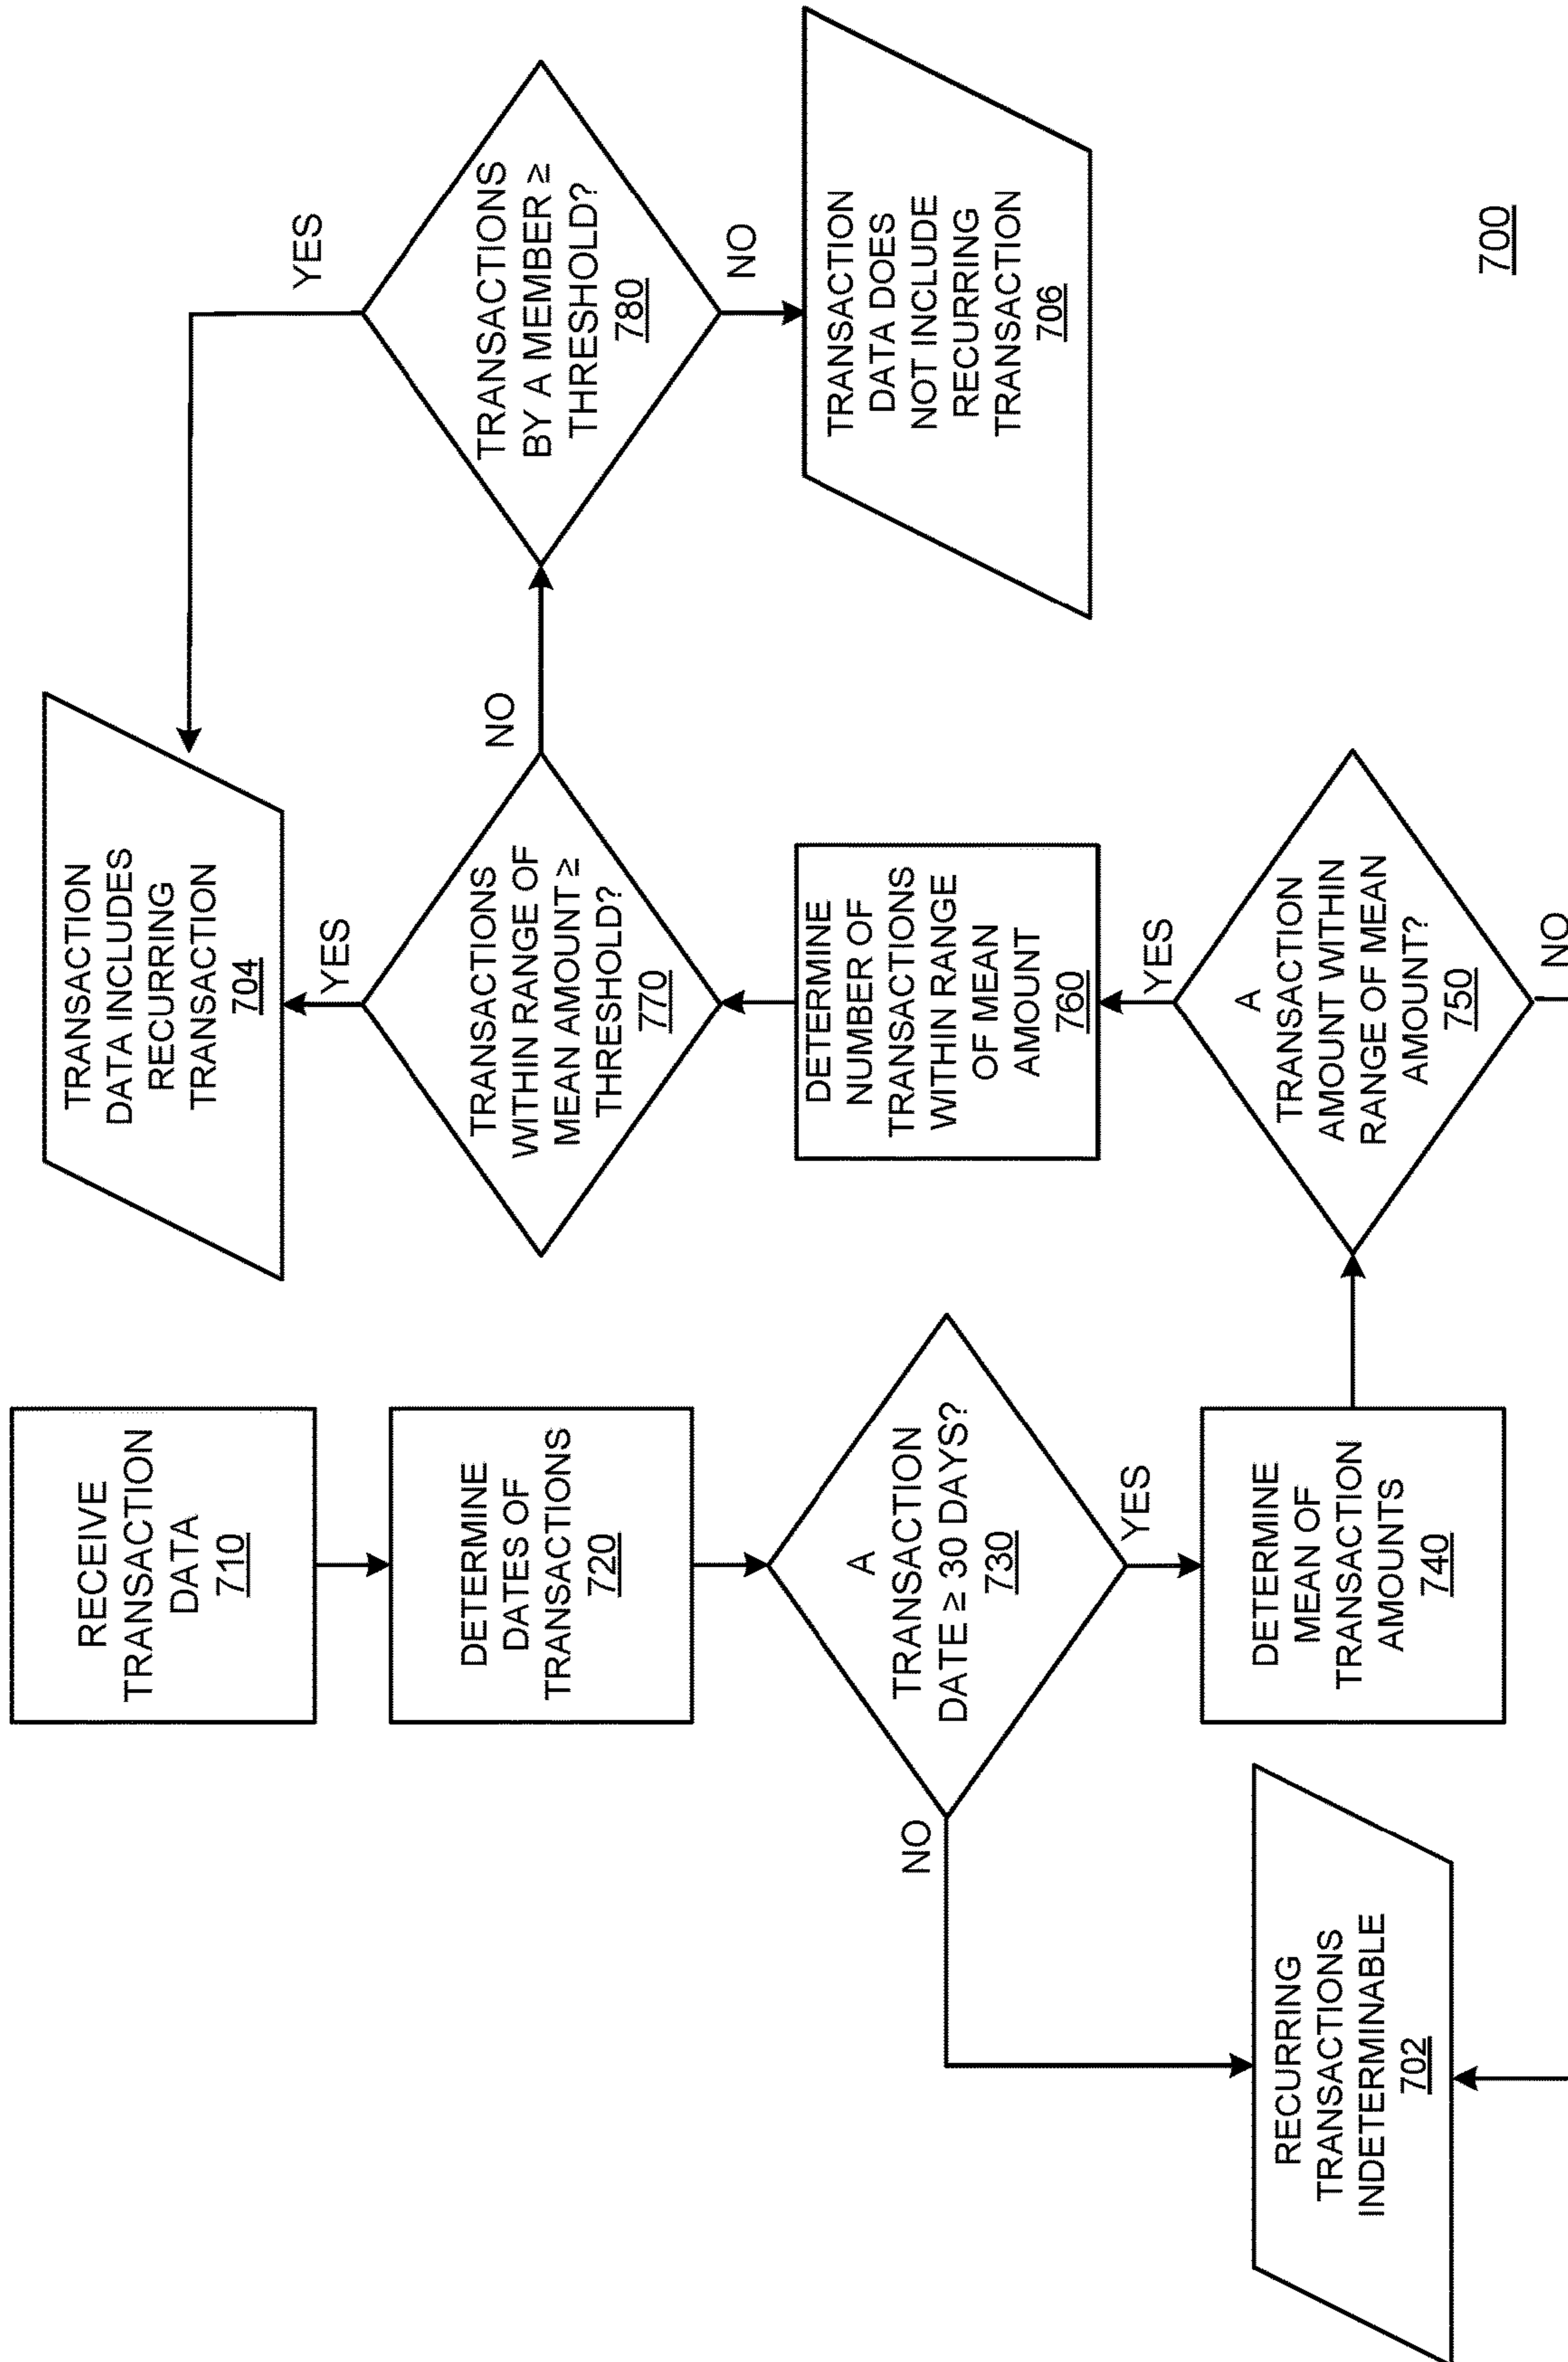 RECEIVE
TRANSACTION
DATA
710
DETERMINE
DATES OF
TRANSACTIONS
720
A
TRANSACTION
DATE ≥ 30 DAYS?
730
NO
YES
RECURRING
TRANSACTIONS
INDETERMINABLE
702
DETERMINE
MEAN OF
TRANSACTION
AMOUNTS
740
A
TRANSACTION
AMOUNT WITHIN
RANGE OF MEAN
AMOUNT?
750
NO
YES
DETERMINE
NUMBER OF
TRANSACTIONS
WITHIN RANGE
OF MEAN
AMOUNT
760
TRANSACTIONS
WITHIN RANGE OF
MEAN AMOUNT ≥
THRESHOLD?
770
YES
NO
TRANSACTION
DATA INCLUDES
RECURRING
TRANSACTION
704
TRANSACTIONS
BY A MEMBER ≥
THRESHOLD?
780
YES
NO
TRANSACTION
DATA DOES
NOT INCLUDE
RECURRING
TRANSACTION
706
700